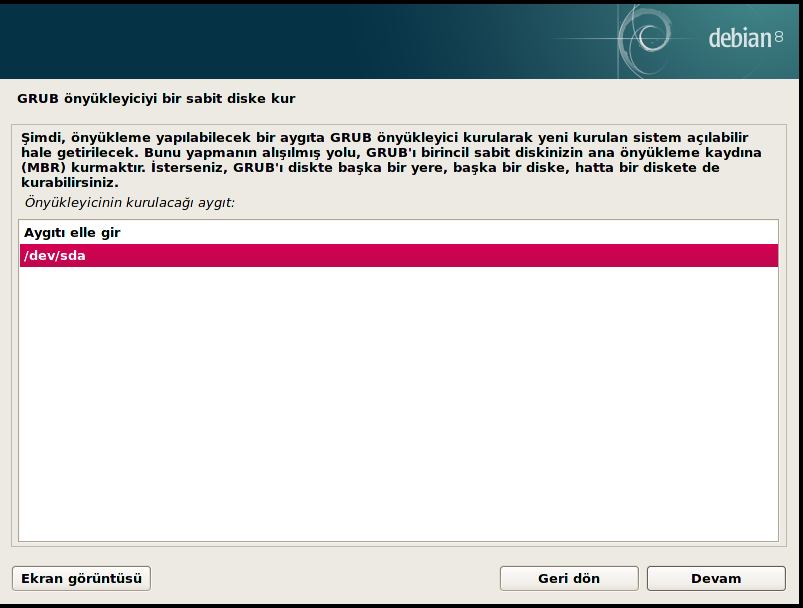 debian 8
GRUB önyükleyiciyi bir sabit diske kur
Şimdi, önyükleme yapılabilecek bir aygıta GRUB önyükleyici kurularak yeni kurulan sistem açılabilir
hale getirilecek. Bunu yapmanın alışılmış yolu, GRUB'ı birincil sabit diskinizin ana önyükleme kaydına
(MBR) kurmaktır. İsterseniz, GRUB'ı diskte başka bir yere, başka bir diske, hatta bir diskete de
kurabilirsiniz.
Önyükleyicinin kurulacağı aygıt:
Aygıtı elle gir
/dev/sda
Ekran görüntüsü
Geri dön
Devam